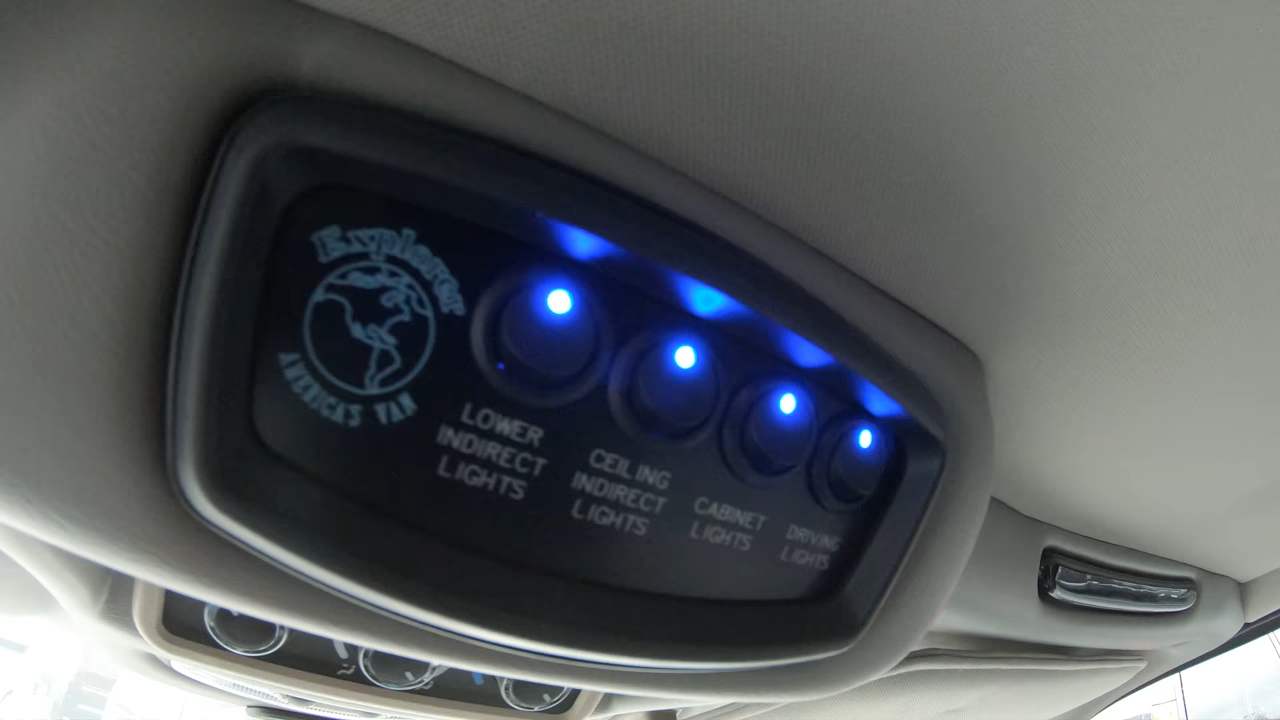 Explorer
AMERICA'S VAN
LOWER
INDIRECT
LIGHTS
CEILING
INDIRECT
LIGHTS
CABINET
LIGHTS
DRIVING
LIGHTS